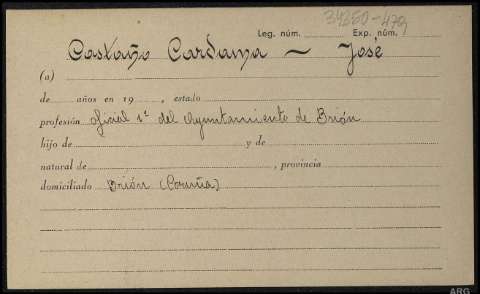 34260-479
Leg. núm. Exp. núm.
Castaño Cardama — José
(a)
de años en 19 , estado
profesión oficial 1º del Ayuntamiento de Brión
hijo de y de
natural de , provincia
domiciliado Brión (Coruña)
ARG